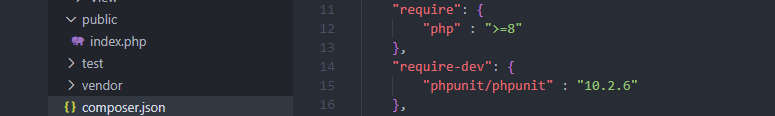 public
index.php
test
vendor
{} composer.json
11 "require": {
12 "php" : ">=8"
13 },
14 "require-dev": {
15 "phpunit/phpunit" : "10.2.6"
16 },